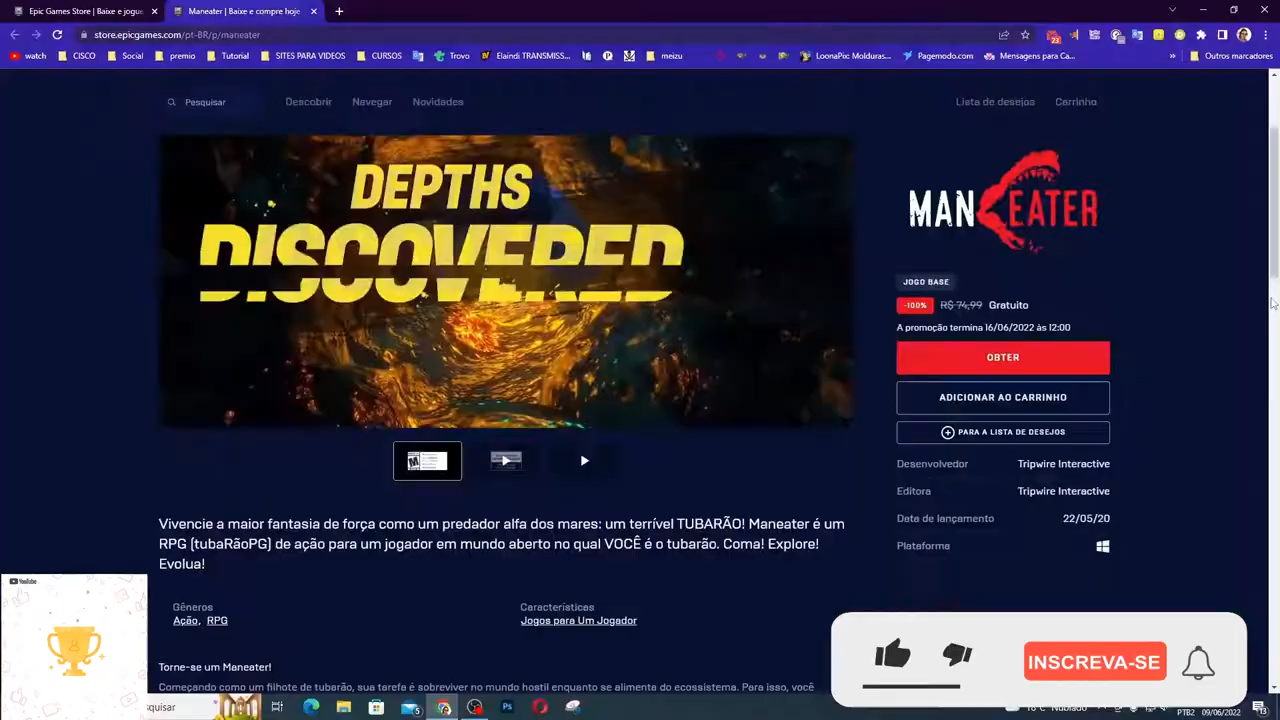 Epic Games Store | Baixe e jogue
Maneater | Baixe e compre hoje
store.epicgames.com/pt-BR/p/maneater
watch
CISCO
Social
premio
Tutorial
SITES PARA VIDEOS
CURSOS
Trovo
Elaindi TRANSMISS...
meizu
LoonaPix: Molduras...
Pagemodo.com
Mensagens para Ca...
»
Outros marcadores
Pesquisar
Descobrir
Navegar
Novidades
Lista de desejos
Carrinho
DEPTHS
DISCOVERED
MANEATER
JOGO BASE
-100% R$ 74,99 Gratuito
A promoção termina 16/06/2022 às 12:00
OBTER
ADICIONAR AO CARRINHO
PARA A LISTA DE DESEJOS
Desenvolvedor Tripwire Interactive
Editora Tripwire Interactive
Data de lançamento 22/05/20
Plataforma
Vivencie a maior fantasia de força como um predador alfa dos mares: um terrível TUBARÃO! Maneater é um
RPG (tubaRãoPG) de ação para um jogador em mundo aberto no qual VOCÊ é o tubarão. Coma! Explore!
Evolua!
Gêneros
Ação, RPG
Características
Jogos para Um Jogador
Torne-se um Maneater!
Começando como um filhote de tubarão, sua tarefa é sobreviver no mundo hostil enquanto se alimenta do ecossistema. Para isso, você
YouTube
INSCREVA-SE
squisar
Nublado
PTB2
09/06/2022